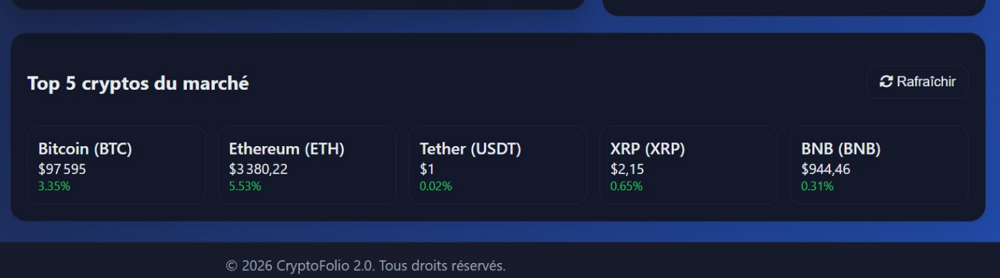 Top 5 cryptos du marché
Rafraîchir
Bitcoin (BTC)
$97 595
3.35%
Ethereum (ETH)
$3 380,22
5.53%
Tether (USDT)
$1
0.02%
XRP (XRP)
$2,15
0.65%
BNB (BNB)
$944,46
0.31%
© 2026 CryptoFolio 2.0. Tous droits réservés.